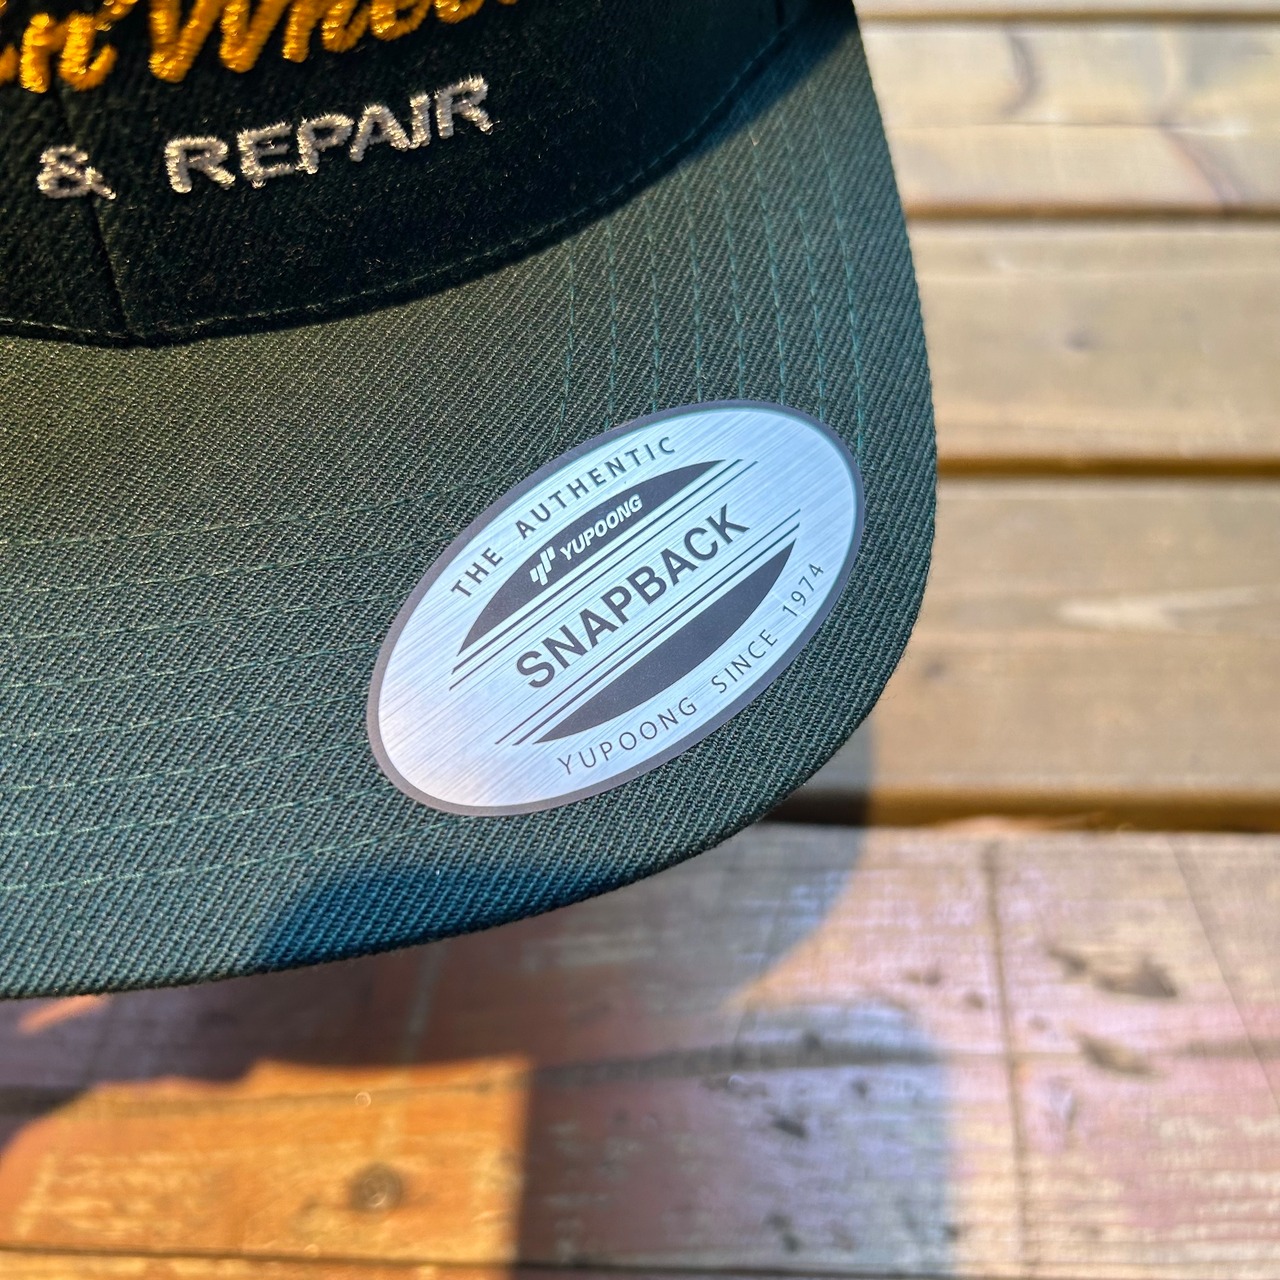 & REPAIR
THE AUTHENTIC
YUPOONG
SNAPBACK
YUPOONG SINCE 1974